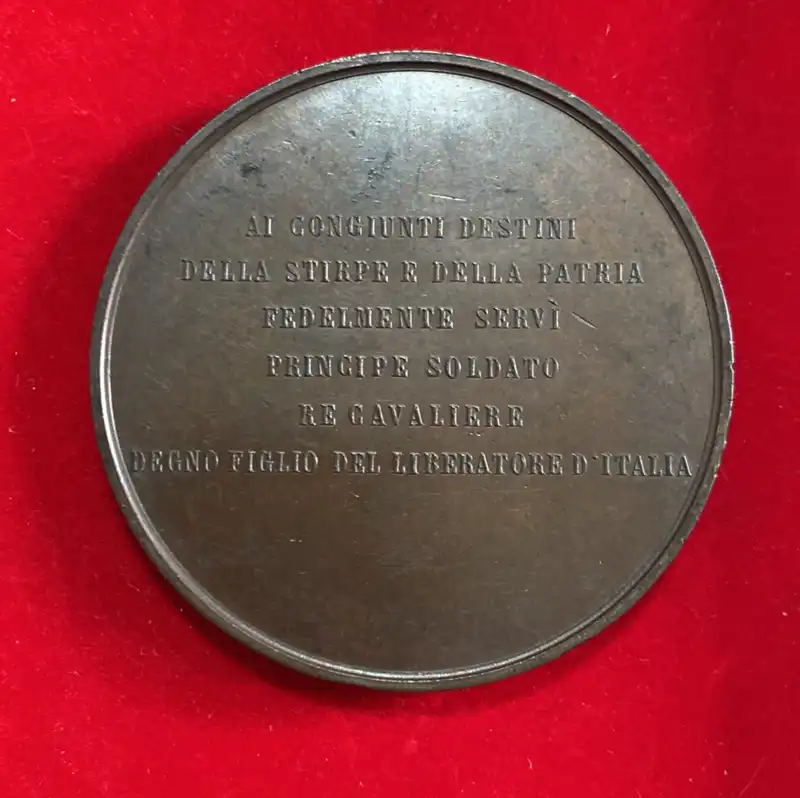 AI CONGIUNTI DESTINI
DELLA STIRPE E DELLA PATRIA
FEDELMENTE SERVÌ
PRINCIPE SOLDATO
RE CAVALIERE
DEGNO FIGLIO DEL LIBERATORE D'ITALIA